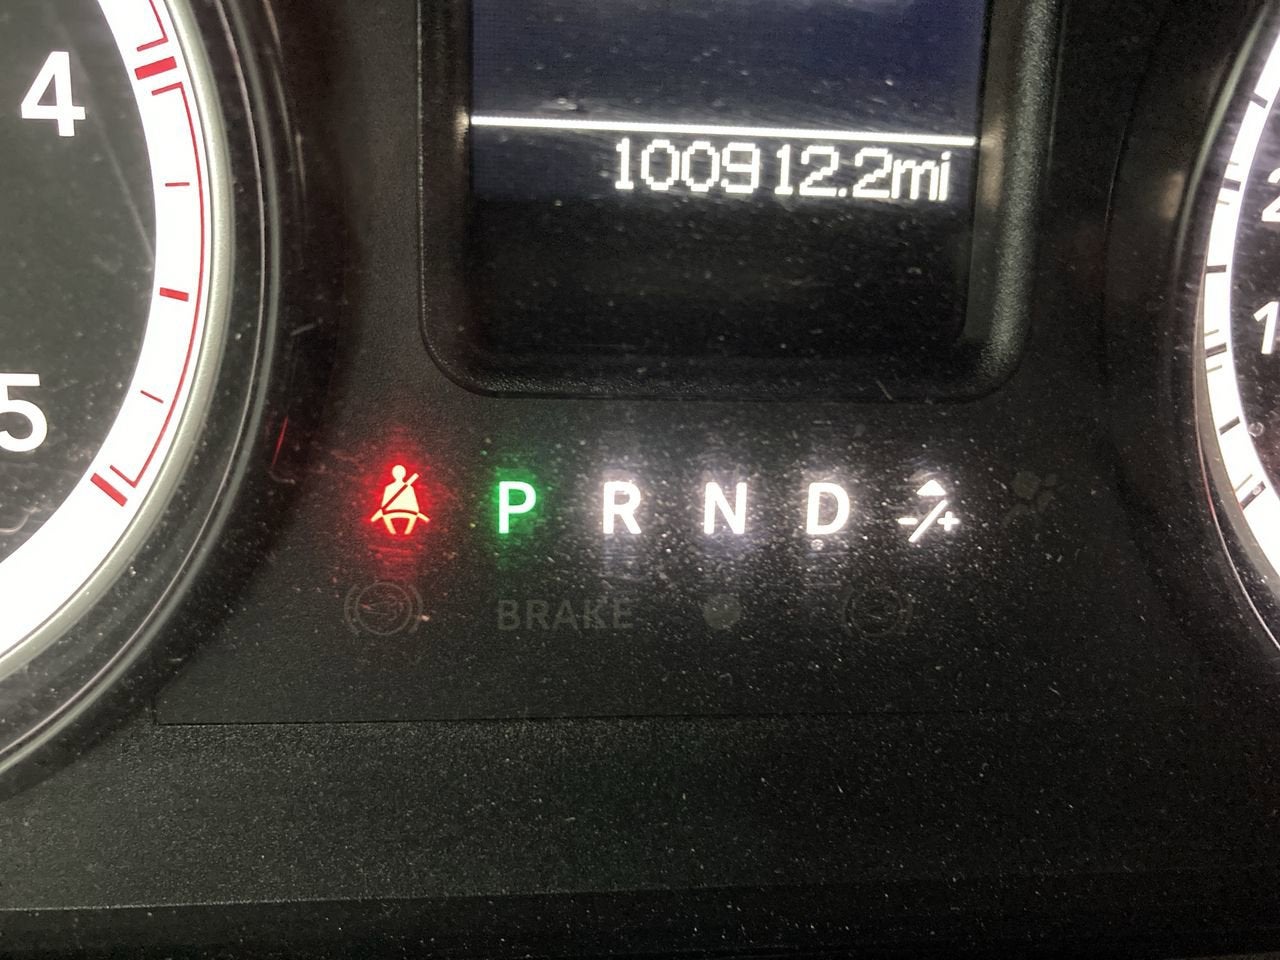 4
100912.2mi
5
P R N D -/+
BRAKE